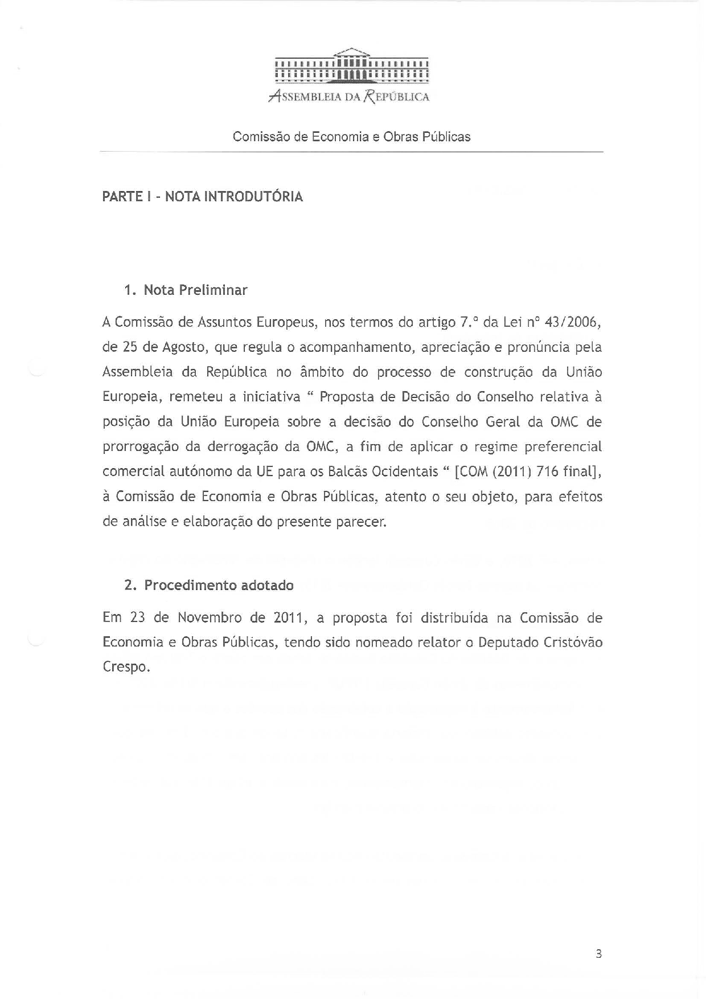 ASSEMBLEIA DA REPÚBLICA
Comissão de Economia e Obras Públicas
PARTE I - NOTA INTRODUTÓRIA
1. Nota Preliminar
A Comissão de Assuntos Europeus, nos termos do artigo 7.º da Lei nº 43/2006,
de 25 de Agosto, que regula o acompanhamento, apreciação e pronúncia pela
Assembleia da República no âmbito do processo de construção da União
Europeia, remeteu a iniciativa “ Proposta de Decisão do Conselho relativa à
posição da União Europeia sobre a decisão do Conselho Geral da OMC de
prorrogação da derrogação da OMC, a fim de aplicar o regime preferencial
comercial autónomo da UE para os Balcãs Ocidentais “ [COM (2011) 716 final],
à Comissão de Economia e Obras Públicas, atento o seu objeto, para efeitos
de análise e elaboração do presente parecer.
2. Procedimento adotado
Em 23 de Novembro de 2011, a proposta foi distribuída na Comissão de
Economia e Obras Públicas, tendo sido nomeado relator o Deputado Cristóvão
Crespo.
3